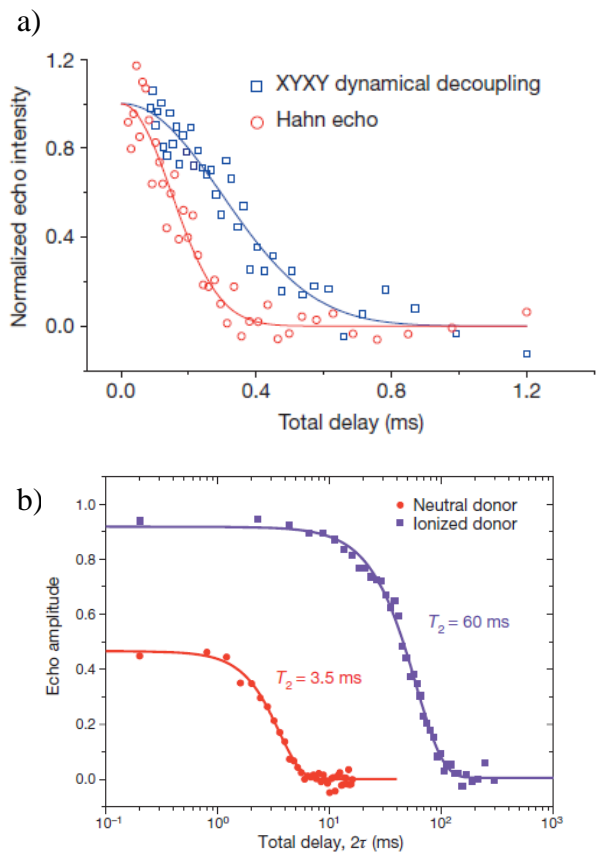 a)
Normalized echo intensity
1.2
0.8
0.4
0.0
XYXY dynamical decoupling
Hahn echo
0.0 0.4 0.8 1.2
Total delay (ms)
b)
Echo amplitude
1.0
0.8
0.6
0.4
0.2
0.0
Neutral donor
Ionized donor
T₂ = 60 ms
T₂ = 3.5 ms
10⁻¹ 10⁰ 10¹ 10² 10³
Total delay, 2τ (ms)